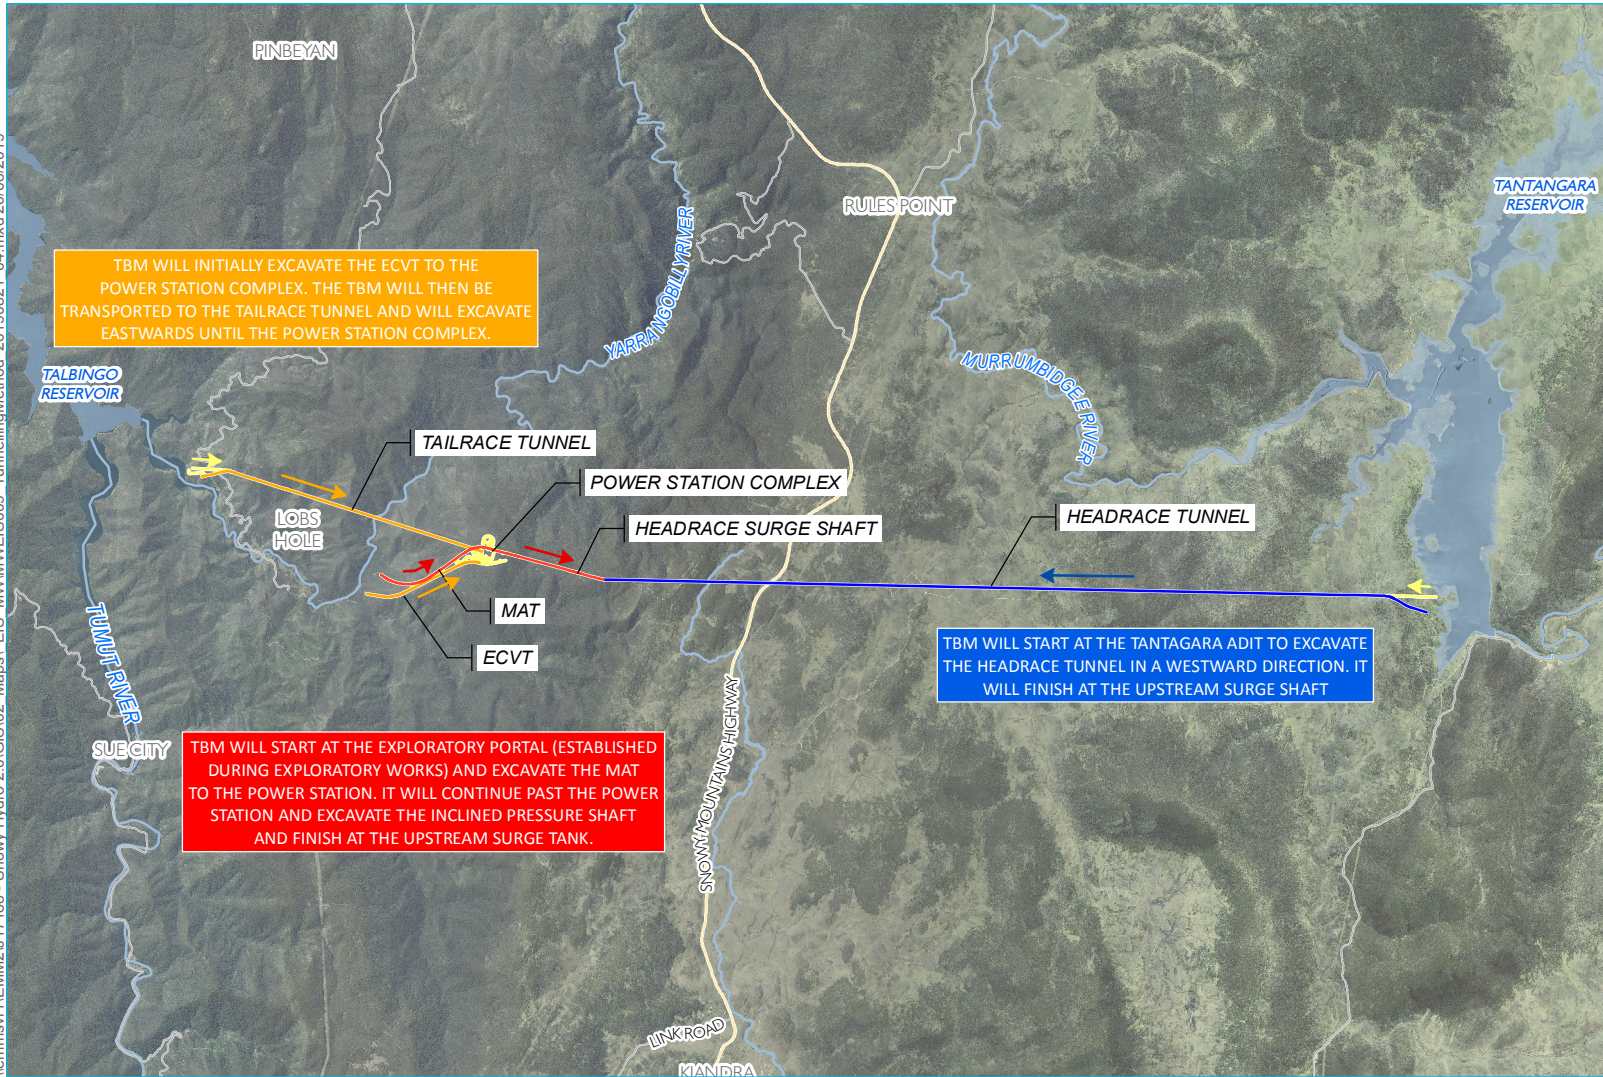 PINBEYAN
RULES POINT
TANTANGARA
RESERVOIR
YARRANGOBILLY RIVER
TBM WILL INITIALLY EXCAVATE THE ECVT TO THE
POWER STATION COMPLEX. THE TBM WILL THEN BE
TRANSPORTED TO THE TAILRACE TUNNEL AND WILL EXCAVATE
EASTWARDS UNTIL THE POWER STATION COMPLEX.
TALBINGO
RESERVOIR
MURRUMBIDGEE RIVER
TAILRACE TUNNEL
POWER STATION COMPLEX
HEADRACE SURGE SHAFT
HEADRACE TUNNEL
LOBS
HOLE
MAT
ECVT
TUMUT RIVER
TBM WILL START AT THE TANTAGARA ADIT TO EXCAVATE
THE HEADRACE TUNNEL IN A WESTWARD DIRECTION. IT
WILL FINISH AT THE UPSTREAM SURGE SHAFT
SUE CITY
TBM WILL START AT THE EXPLORATORY PORTAL (ESTABLISHED
DURING EXPLORATORY WORKS) AND EXCAVATE THE MAT
TO THE POWER STATION. IT WILL CONTINUE PAST THE POWER
STATION AND EXCAVATE THE INCLINED PRESSURE SHAFT
AND FINISH AT THE UPSTREAM SURGE TANK.
SNOWY MOUNTAINS HIGHWAY
LINK ROAD
KIANDRA